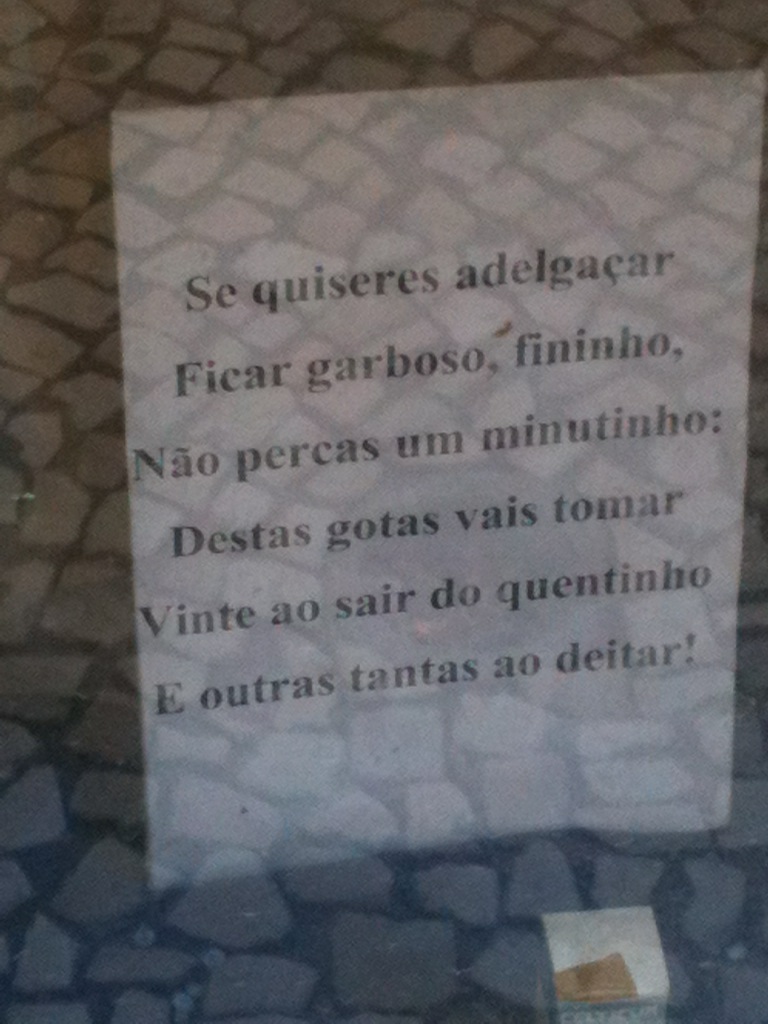 Se quiseres adelgaçar
Ficar garboso, fininho,
Não percas um minutinho:
Destas gotas vais tomar
Vinte ao sair do quentinho
E outras tantas ao deitar!